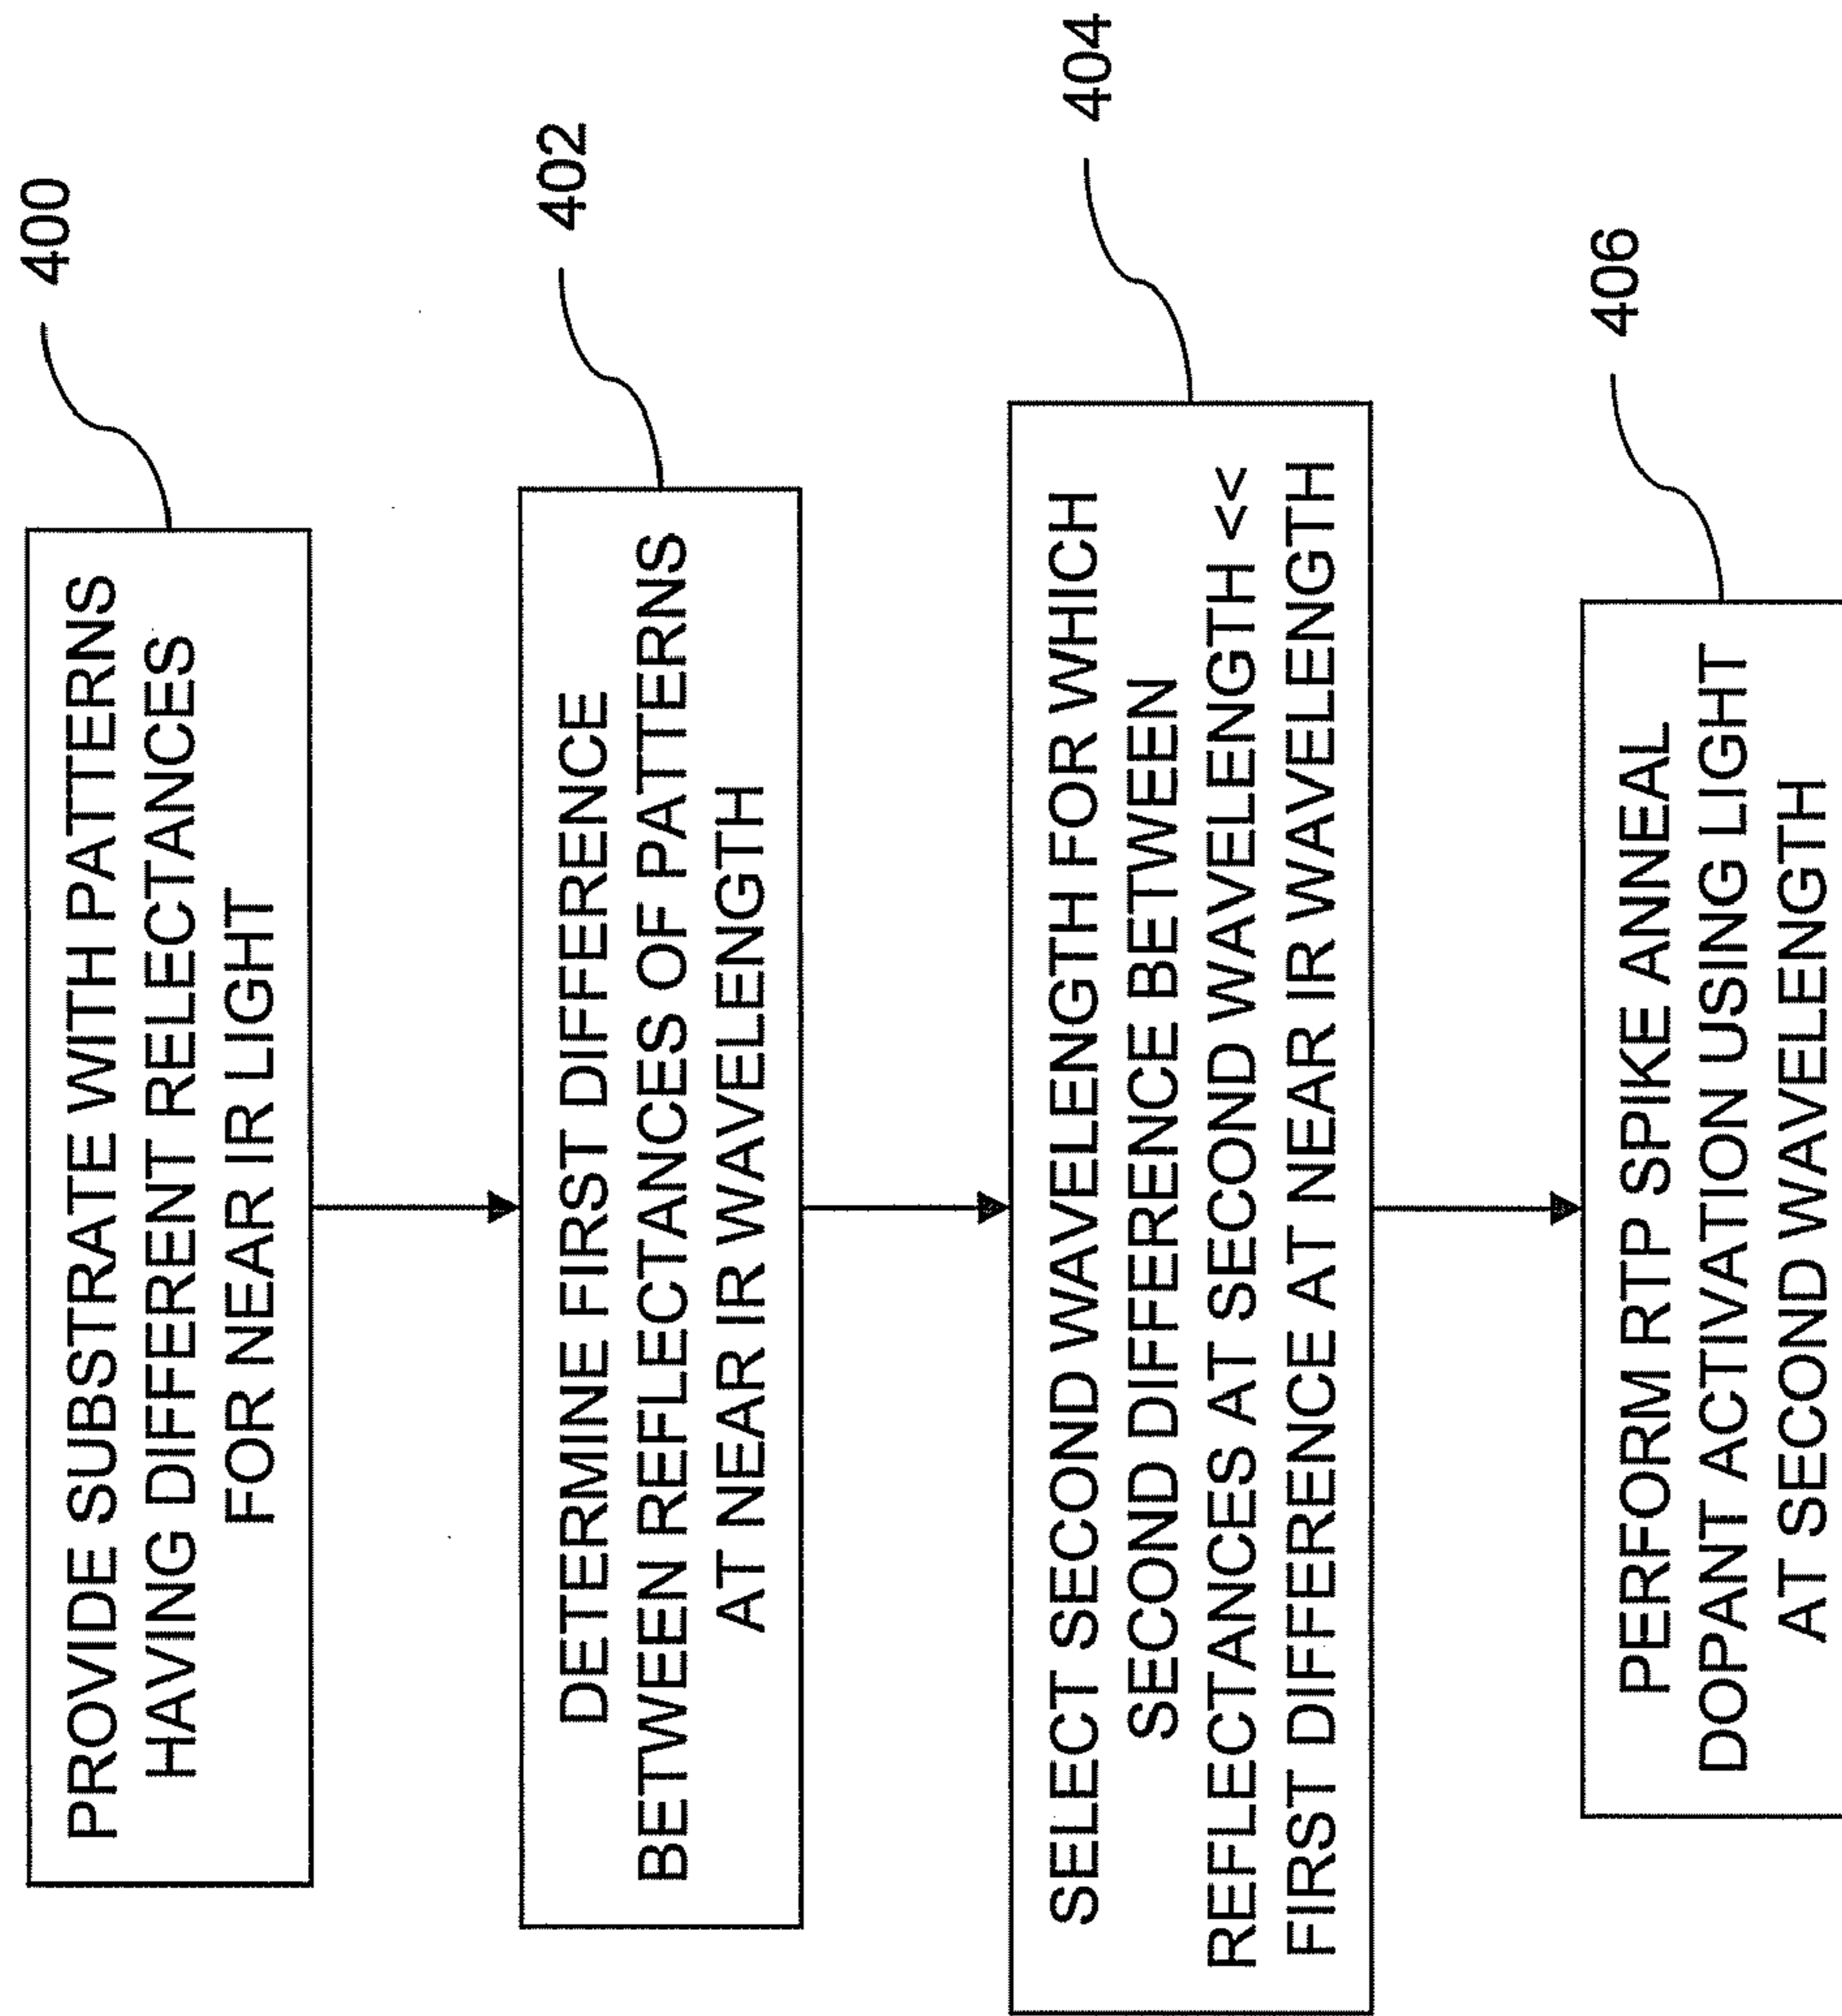 400
PROVIDE SUBSTRATE WITH PATTERNS
HAVING DIFFERENT RELECTANCES
FOR NEAR IR LIGHT
402
DETERMINE FIRST DIFFERENCE
BETWEEN REFLECTANCES OF PATTERNS
AT NEAR IR WAVELENGTH
404
SELECT SECOND WAVELENGTH FOR WHICH
SECOND DIFFERENCE BETWEEN
REFLECTANCES AT SECOND WAVELENGTH <<
FIRST DIFFERENCE AT NEAR IR WAVELENGTH
406
PERFORM RTP SPIKE ANNEAL
DOPANT ACTIVATION USING LIGHT
AT SECOND WAVELENGTH